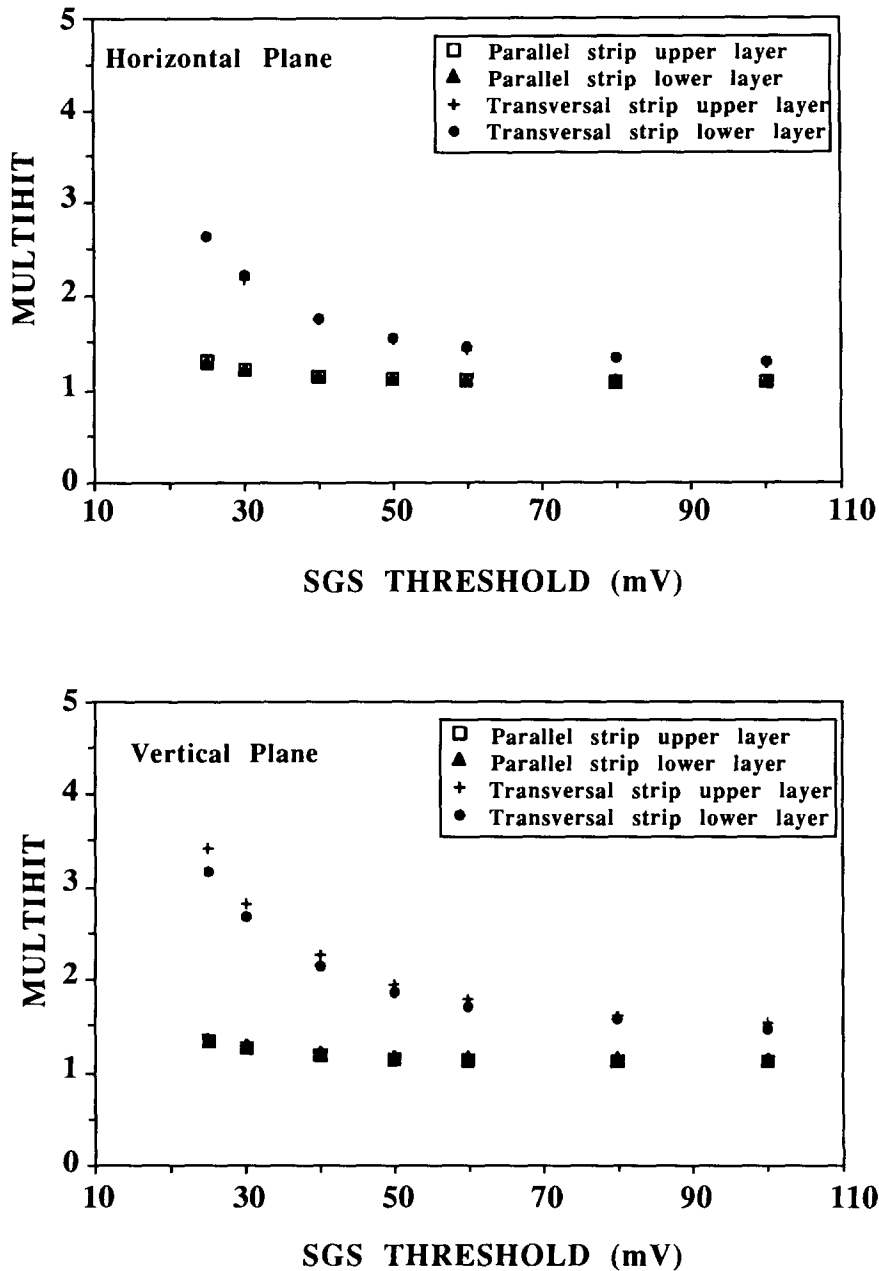 5
Horizontal Plane
Parallel strip upper layer
Parallel strip lower layer
Transversal strip upper layer
Transversal strip lower layer
4
3
2
1
0
MULTIHIT
10 30 50 70 90 110
SGS THRESHOLD (mV)
5
Vertical Plane
Parallel strip upper layer
Parallel strip lower layer
Transversal strip upper layer
Transversal strip lower layer
4
3
2
1
0
MULTIHIT
10 30 50 70 90 110
SGS THRESHOLD (mV)